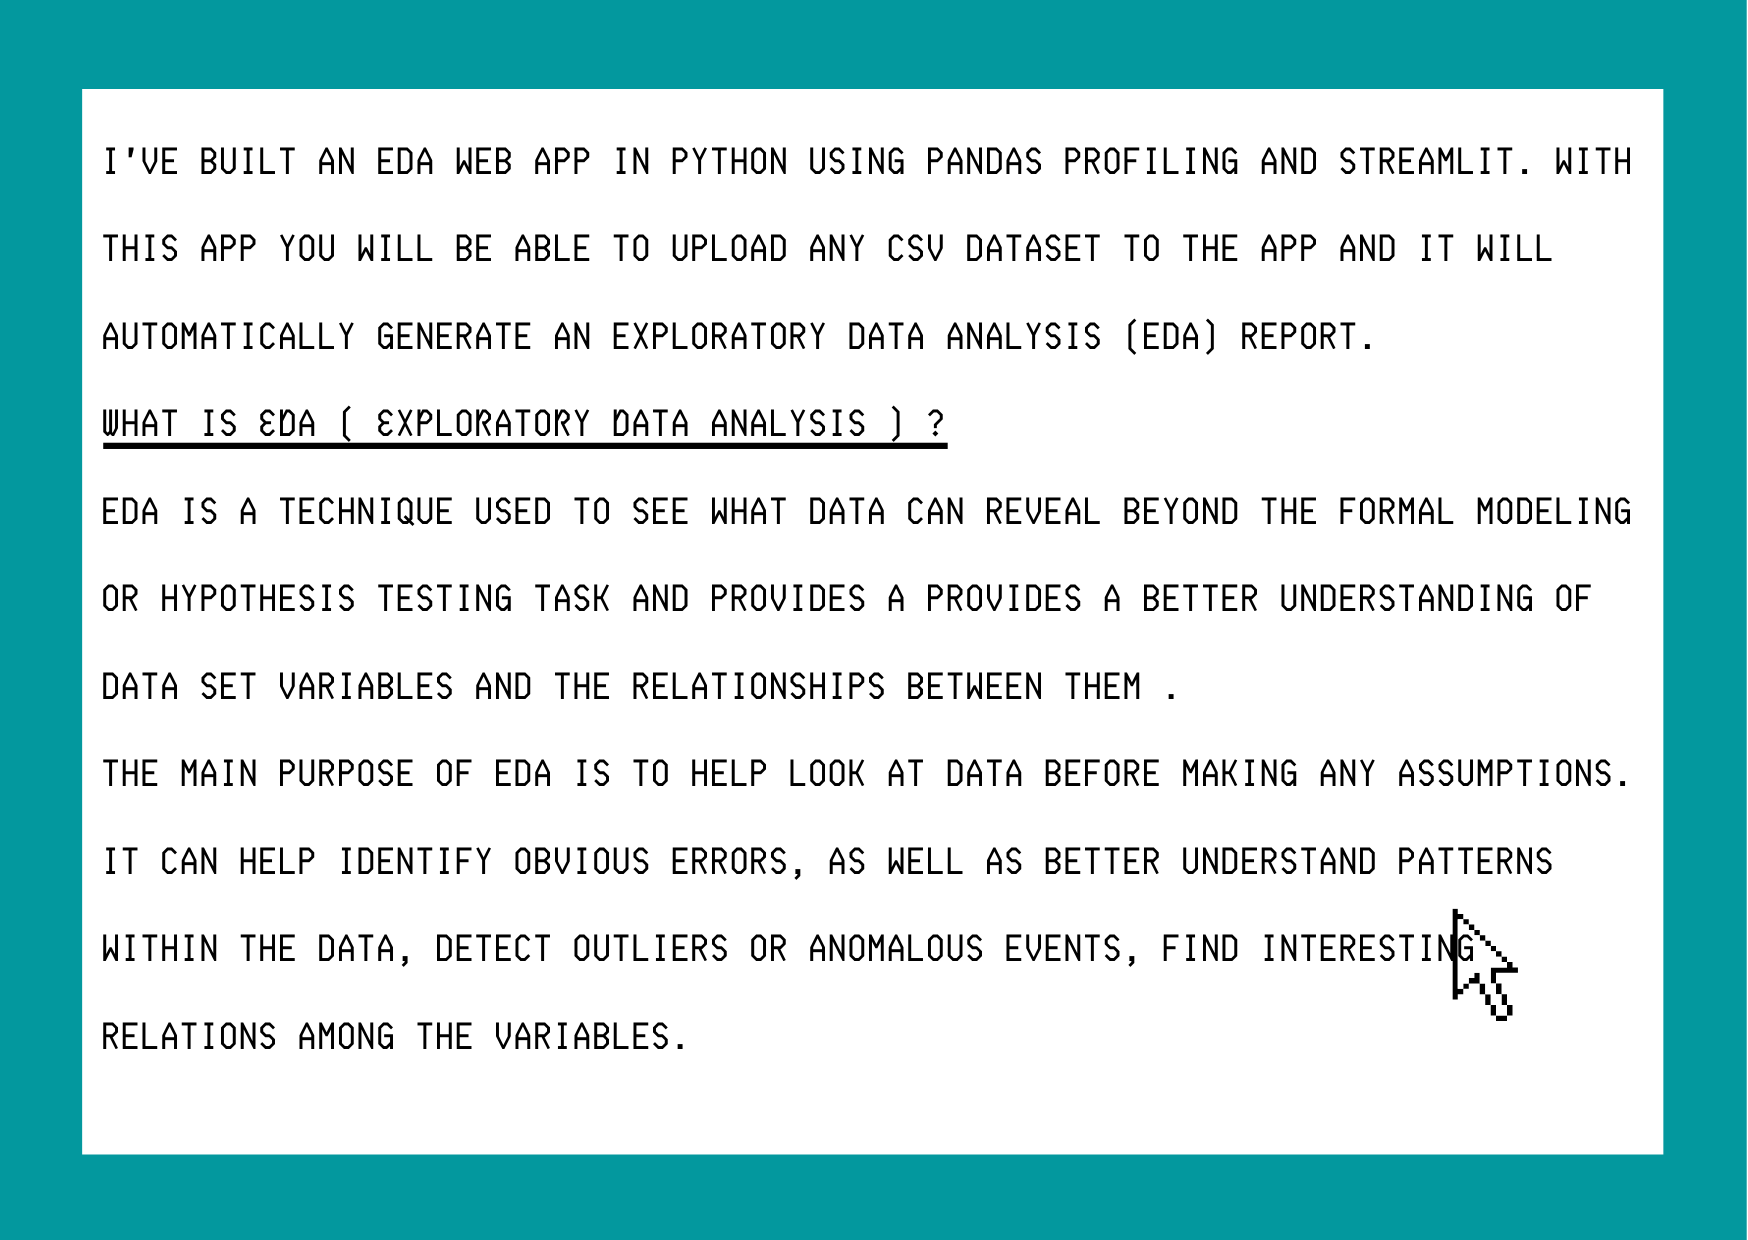 I'VE BUILT AN EDA WEB APP IN PYTHON USING PANDAS PROFILING AND STREAMLIT. WITH
THIS APP YOU WILL BE ABLE TO UPLOAD ANY CSV DATASET TO THE APP AND IT WILL
AUTOMATICALLY GENERATE AN EXPLORATORY DATA ANALYSIS (EDA) REPORT.
WHAT IS EDA ( EXPLORATORY DATA ANALYSIS ) ?
EDA IS A TECHNIQUE USED TO SEE WHAT DATA CAN REVEAL BEYOND THE FORMAL MODELING
OR HYPOTHESIS TESTING TASK AND PROVIDES A PROVIDES A BETTER UNDERSTANDING OF
DATA SET VARIABLES AND THE RELATIONSHIPS BETWEEN THEM .
THE MAIN PURPOSE OF EDA IS TO HELP LOOK AT DATA BEFORE MAKING ANY ASSUMPTIONS.
IT CAN HELP IDENTIFY OBVIOUS ERRORS, AS WELL AS BETTER UNDERSTAND PATTERNS
WITHIN THE DATA, DETECT OUTLIERS OR ANOMALOUS EVENTS, FIND INTERESTING
RELATIONS AMONG THE VARIABLES.